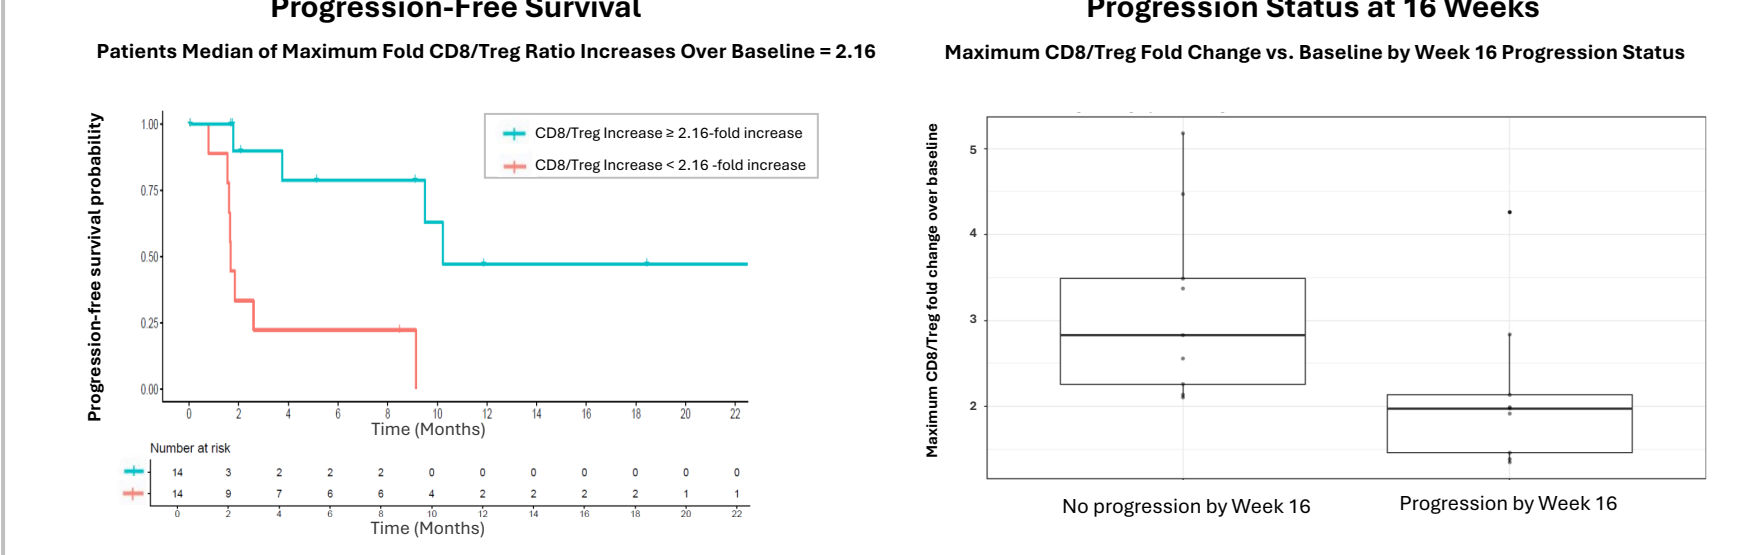 Progression-Free Survival
Patients Median of Maximum Fold CD8/Treg Ratio Increases Over Baseline = 2.16
Progression-free survival probability
1.00
0.75
0.50
0.25
0.00
CD8/Treg Increase ≥ 2.16-fold increase
CD8/Treg Increase < 2.16 -fold increase
0 2 4 6 8 10 12 14 16 18 20 22
Time (Months)
Number at risk
14 3 2 2 2 0 0 0 0 0 0 0
14 9 7 6 6 4 2 2 2 2 1 1
0 2 4 6 8 10 12 14 16 18 20 22
Time (Months)
Progression Status at 16 Weeks
Maximum CD8/Treg Fold Change vs. Baseline by Week 16 Progression Status
Maximum CD8/Treg fold change over baseline
5
4
3
2
No progression by Week 16
Progression by Week 16